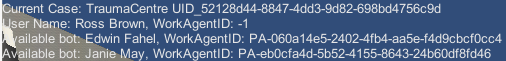 Current Case: TraumaCentre UID_52128d44-8847-4dd3-9d82-698bd4756c9d
User Name: Ross Brown, WorkAgentID: -1
Available bot: Edwin Fahel, WorkAgentID: PA-060a14e5-2402-4fb4-aa5e-f4d9cbcf0cc4
Available bot: Janie May, WorkAgentID: PA-eb0cfa4d-5b52-4155-8643-24b60df8fd46